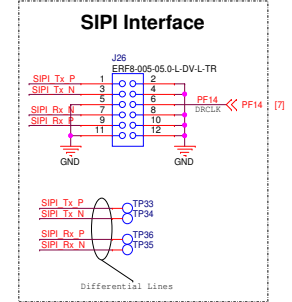 SIPI Interface
J26
ERF8-005-05.0-L-DV-L-TR
SIPI_Tx_P 1 2
SIPI_Tx_N 3 4
5 6 PF14 PF14 [7]
SIPI_Rx_N 7 8 DRCLK
SIPI_Rx_P 9 10
11 12
GND GND
SIPI_Tx_P TP33
SIPI_Tx_N TP34
SIPI_Rx_P TP36
SIPI_Rx_N TP35
Differential Lines